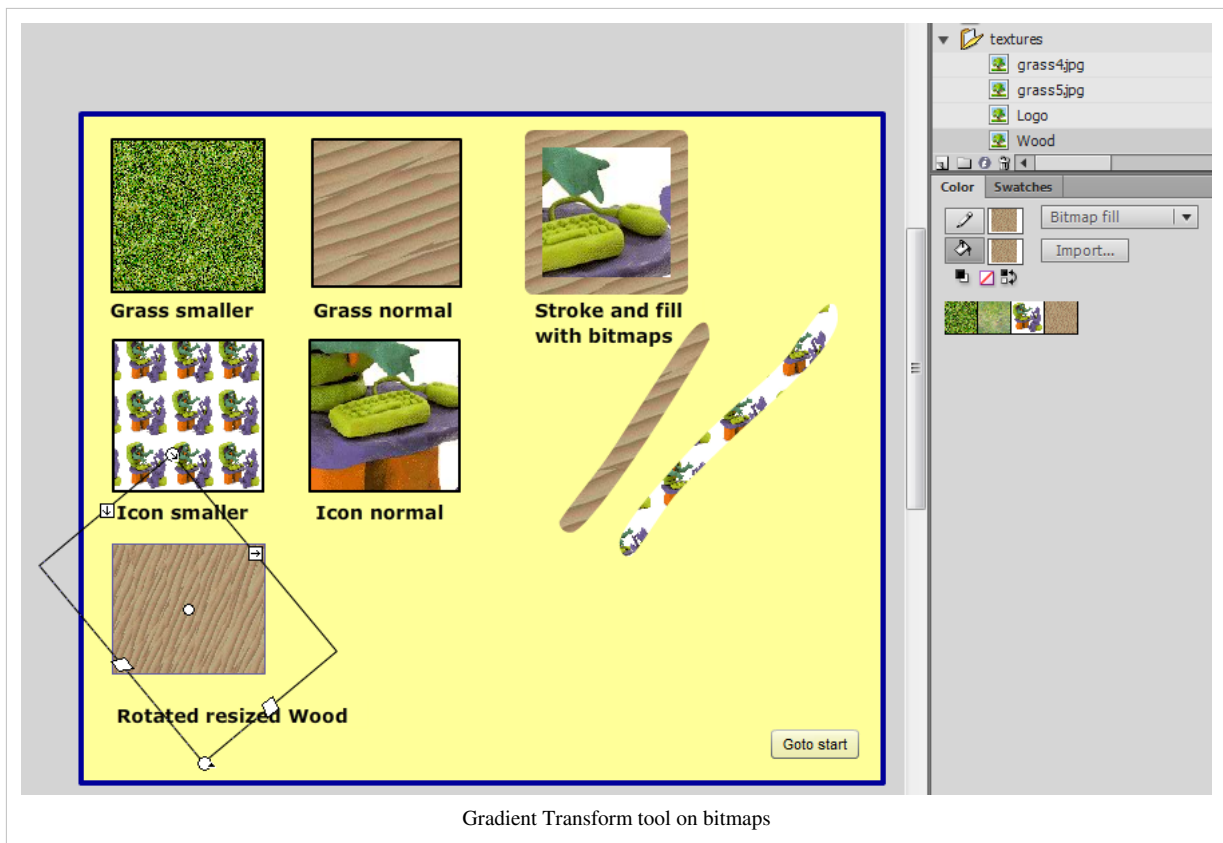 textures
grass4.jpg
grass5.jpg
Logo
Wood
Color Swatches
Bitmap fill
Import...
Grass smaller
Grass normal
Stroke and fill
with bitmaps
Icon smaller
Icon normal
Rotated resized Wood
Goto start
Gradient Transform tool on bitmaps